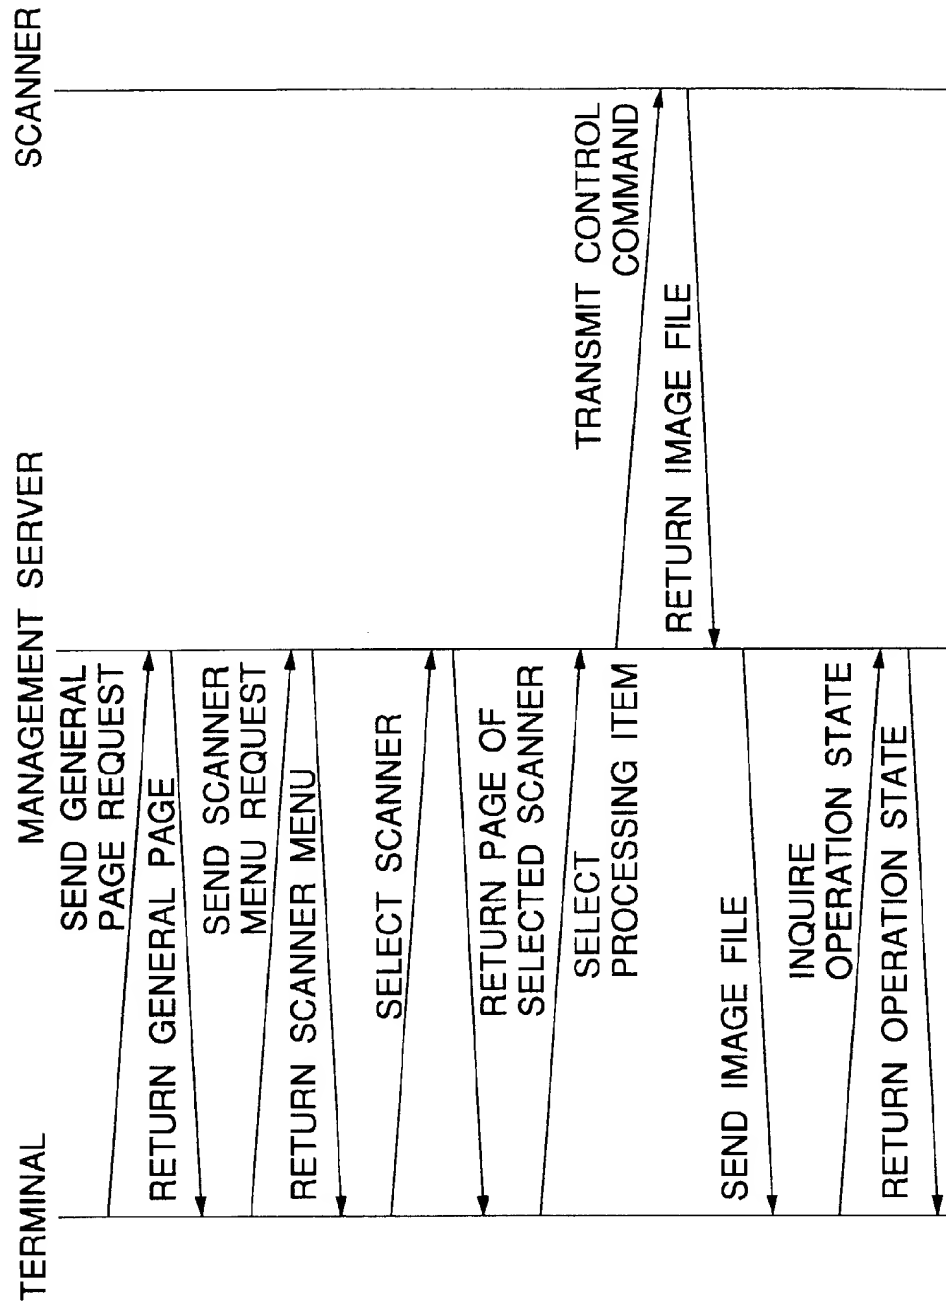 TERMINAL
MANAGEMENT SERVER
SCANNER
SEND GENERAL
PAGE REQUEST
RETURN GENERAL PAGE
SEND SCANNER
MENU REQUEST
RETURN SCANNER MENU
SELECT SCANNER
RETURN PAGE OF
SELECTED SCANNER
SELECT
PROCESSING ITEM
TRANSMIT CONTROL
COMMAND
RETURN IMAGE FILE
SEND IMAGE FILE
INQUIRE
OPERATION STATE
RETURN OPERATION STATE